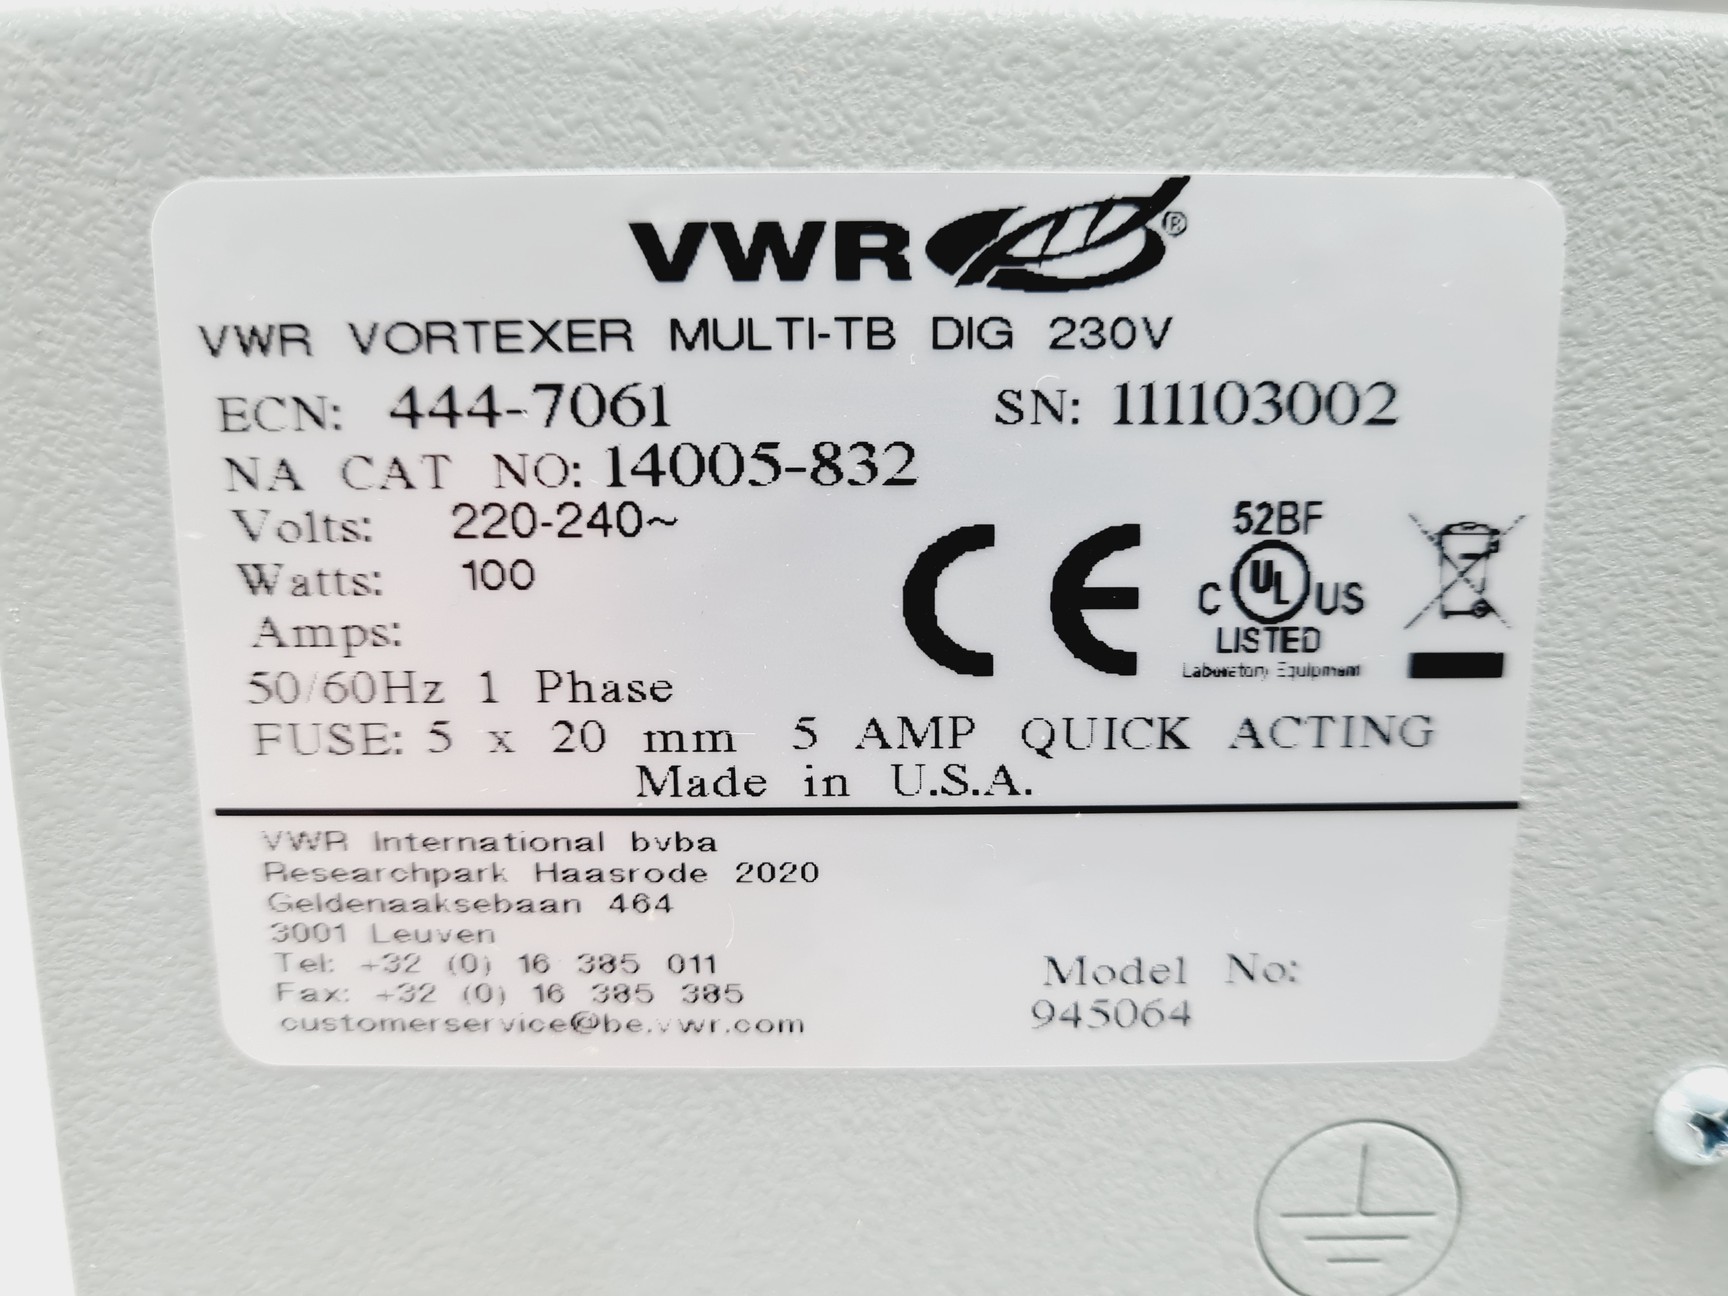 VWR®
VWR VORTEXER MULTI-TB DIG 230V
ECN: 444-7061 SN: 111103002
NA CAT NO: 14005-832
Volts: 220-240~
Watts: 100
Amps:
50/60Hz 1 Phase
FUSE: 5 x 20 mm 5 AMP QUICK ACTING
Made in U.S.A.
CE
52BF
C UL US
LISTED
Laboratory Equipment
VWR International bvba
Researchpark Haasrode 2020
Geldenaaksebaan 464
3001 Leuven
Tel: +32 (0) 16 385 011
Fax: +32 (0) 16 385 385
customerservice@be.vwr.com
Model No:
945064